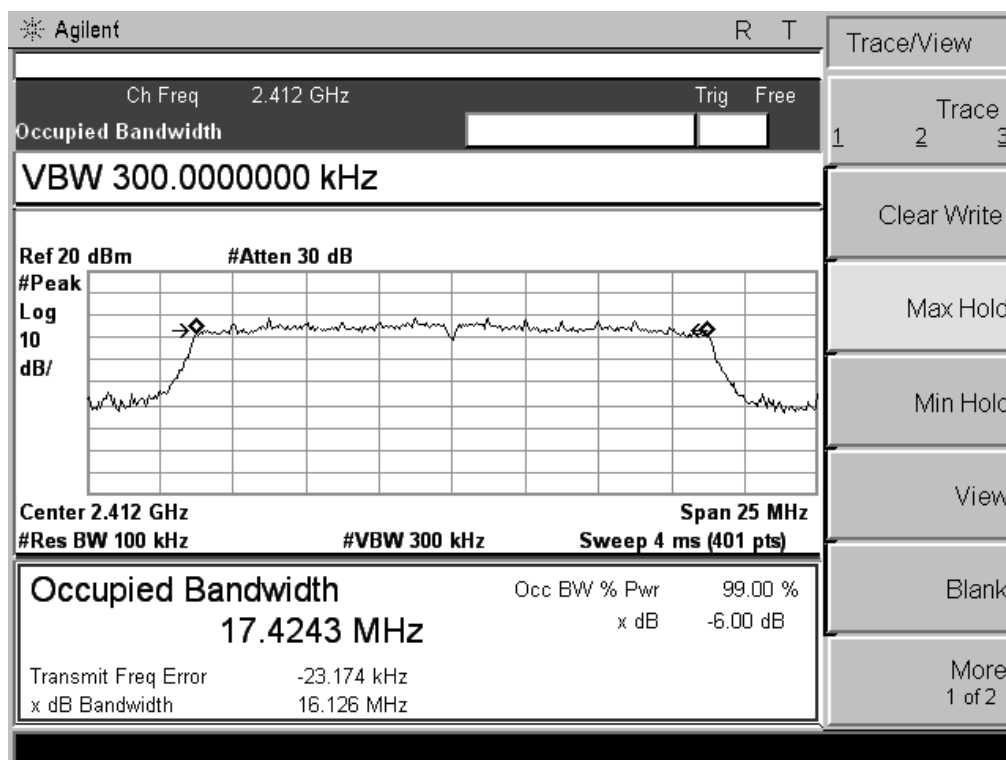 Agilent R T
Ch Freq 2.412 GHz Trig Free
Occupied Bandwidth
VBW 300.0000000 kHz
Ref 20 dBm #Atten 30 dB
#Peak
Log
10
dB/
Center 2.412 GHz Span 25 MHz
#Res BW 100 kHz #VBW 300 kHz Sweep 4 ms (401 pts)
Occupied Bandwidth Occ BW % Pwr 99.00 %
17.4243 MHz x dB -6.00 dB
Transmit Freq Error -23.174 kHz
x dB Bandwidth 16.126 MHz
Trace/View
Trace
1 2 3
Clear Write
Max Hold
Min Hold
View
Blank
More
1 of 2